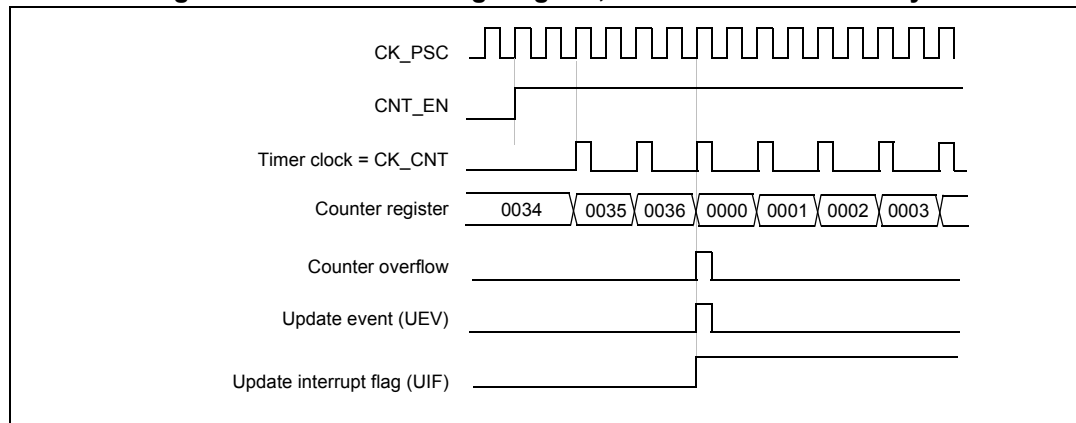 CK_PSC
CNT_EN
Timer clock = CK_CNT
Counter register 0034 0035 0036 0000 0001 0002 0003
Counter overflow
Update event (UEV)
Update interrupt flag (UIF)